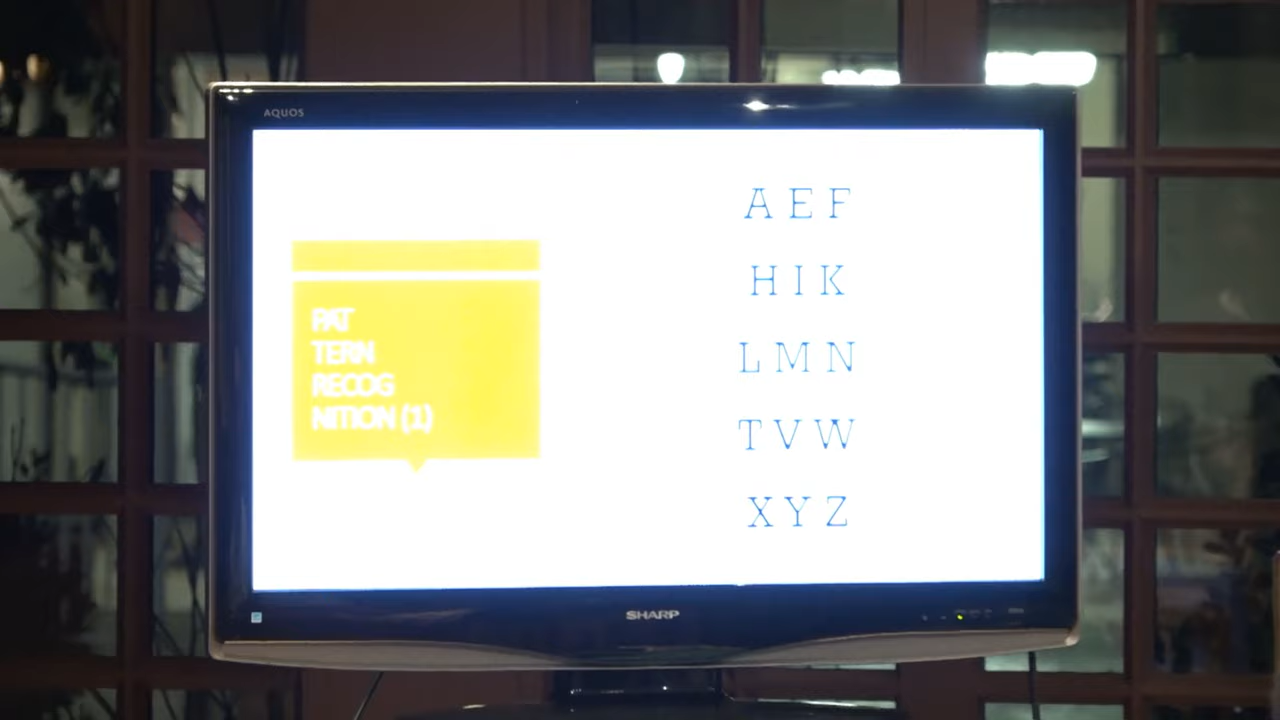 AQUOS
PAT
TERN
RECOG
NITION (1)
A E F
H I K
L M N
T V W
X Y Z
SHARP